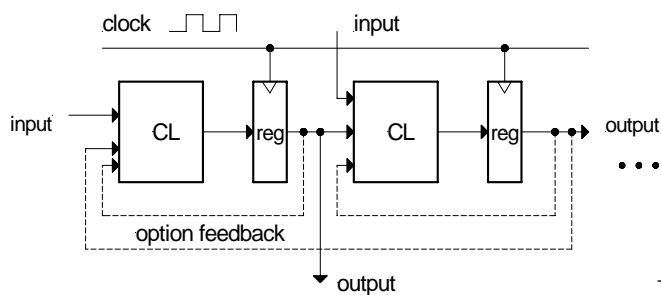 clock
input
input
CL
reg
CL
reg
output
option feedback
output